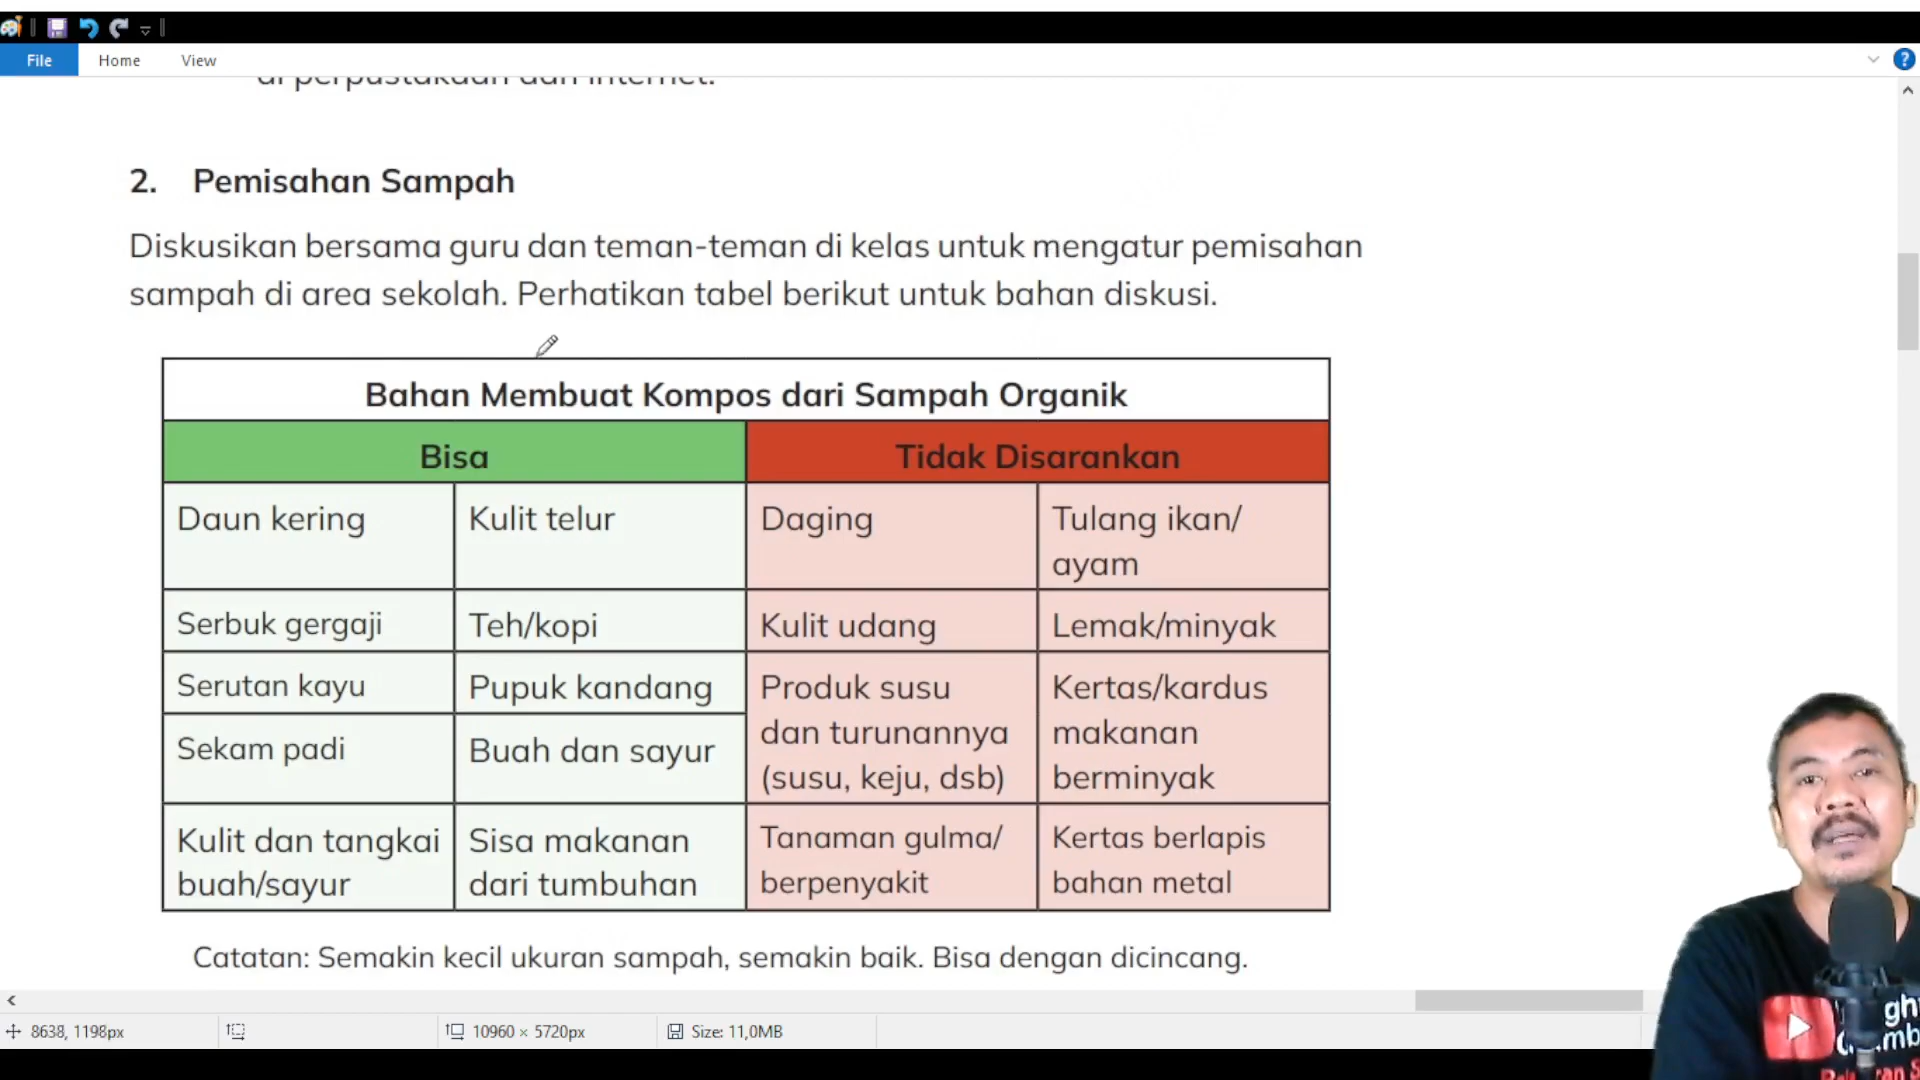 File Home View
di perpustakaan dan internet.
2. Pemisahan Sampah
Diskusikan bersama guru dan teman-teman di kelas untuk mengatur pemisahan
sampah di area sekolah. Perhatikan tabel berikut untuk bahan diskusi.
Bahan Membuat Kompos dari Sampah Organik
Bisa Tidak Disarankan
Daun kering Kulit telur Daging Tulang ikan/
ayam
Serbuk gergaji Teh/kopi Kulit udang Lemak/minyak
Serutan kayu Pupuk kandang Produk susu Kertas/kardus
dan turunannya makanan
Sekam padi Buah dan sayur (susu, keju, dsb) berminyak
Kulit dan tangkai Sisa makanan Tanaman gulma/ Kertas berlapis
buah/sayur dari tumbuhan berpenyakit bahan metal
Catatan: Semakin kecil ukuran sampah, semakin baik. Bisa dengan dicincang.
8638, 1198px 10960 × 5720px Size: 11,0MB